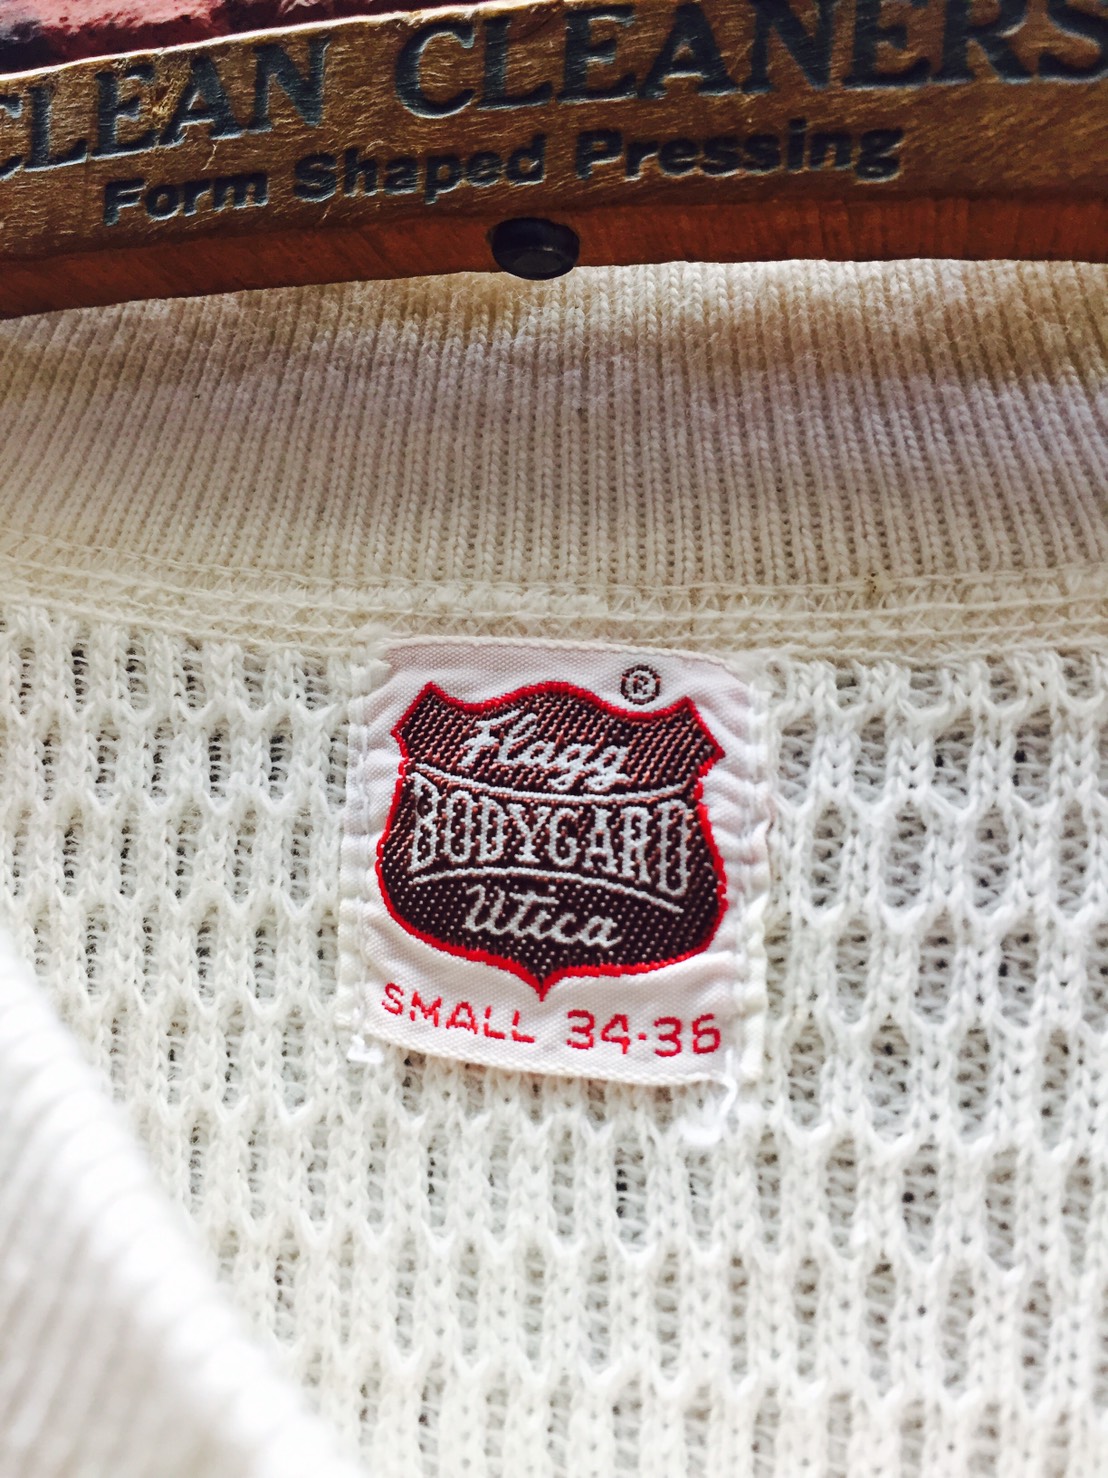 CLEAN CLEANERS
Form Shaped Pressing
®
Flagg
BODYGARD
Utica
SMALL 34-36